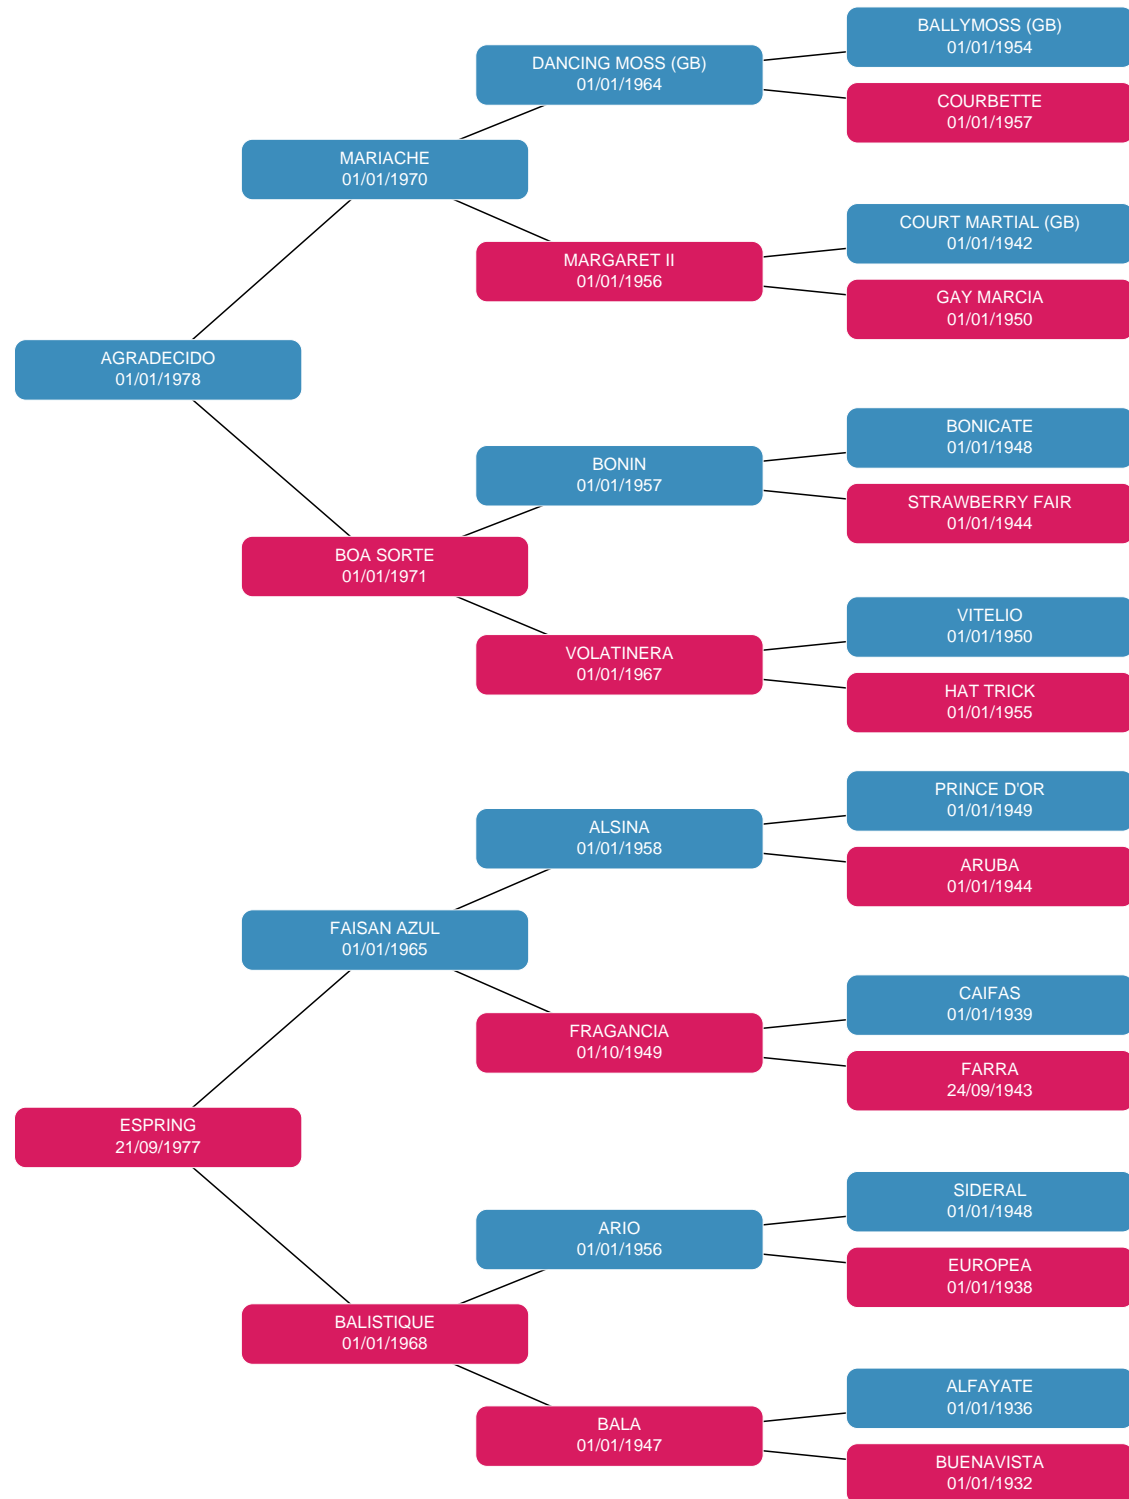 BALLYMOSS (GB)
01/01/1954
DANCING MOSS (GB)
01/01/1964
COURBETTE
01/01/1957
MARIACHE
01/01/1970
COURT MARTIAL (GB)
01/01/1942
MARGARET II
01/01/1956
GAY MARCIA
01/01/1950
AGRADECIDO
01/01/1978
BONICATE
01/01/1948
BONIN
01/01/1957
STRAWBERRY FAIR
01/01/1944
BOA SORTE
01/01/1971
VITELIO
01/01/1950
VOLATINERA
01/01/1967
HAT TRICK
01/01/1955
PRINCE D'OR
01/01/1949
ALSINA
01/01/1958
ARUBA
01/01/1944
FAISAN AZUL
01/01/1965
CAIFAS
01/01/1939
FRAGANCIA
01/10/1949
FARRA
24/09/1943
ESPRING
21/09/1977
SIDERAL
01/01/1948
ARIO
01/01/1956
EUROPEA
01/01/1938
BALISTIQUE
01/01/1968
ALFAYATE
01/01/1936
BALA
01/01/1947
BUENAVISTA
01/01/1932